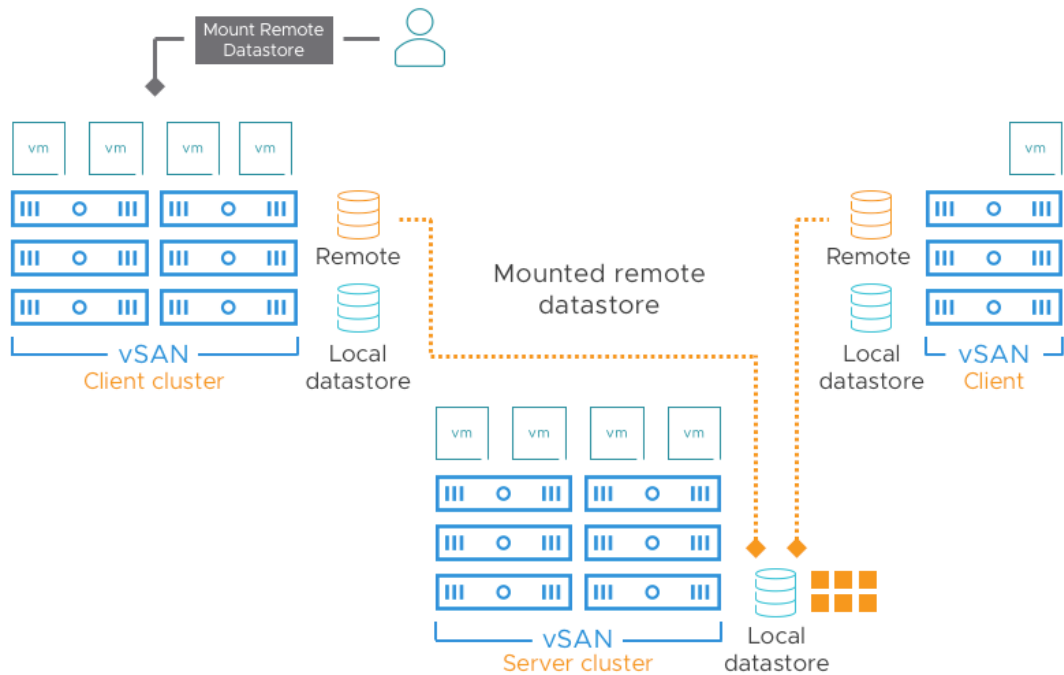 Mount Remote
Datastore
vm
vm
vm
vm
Remote
Local
datastore
vSAN
Client cluster
Mounted remote
datastore
vm
Remote
Local
datastore
vSAN
Client
vm
vm
vm
vm
vSAN
Server cluster
Local
datastore